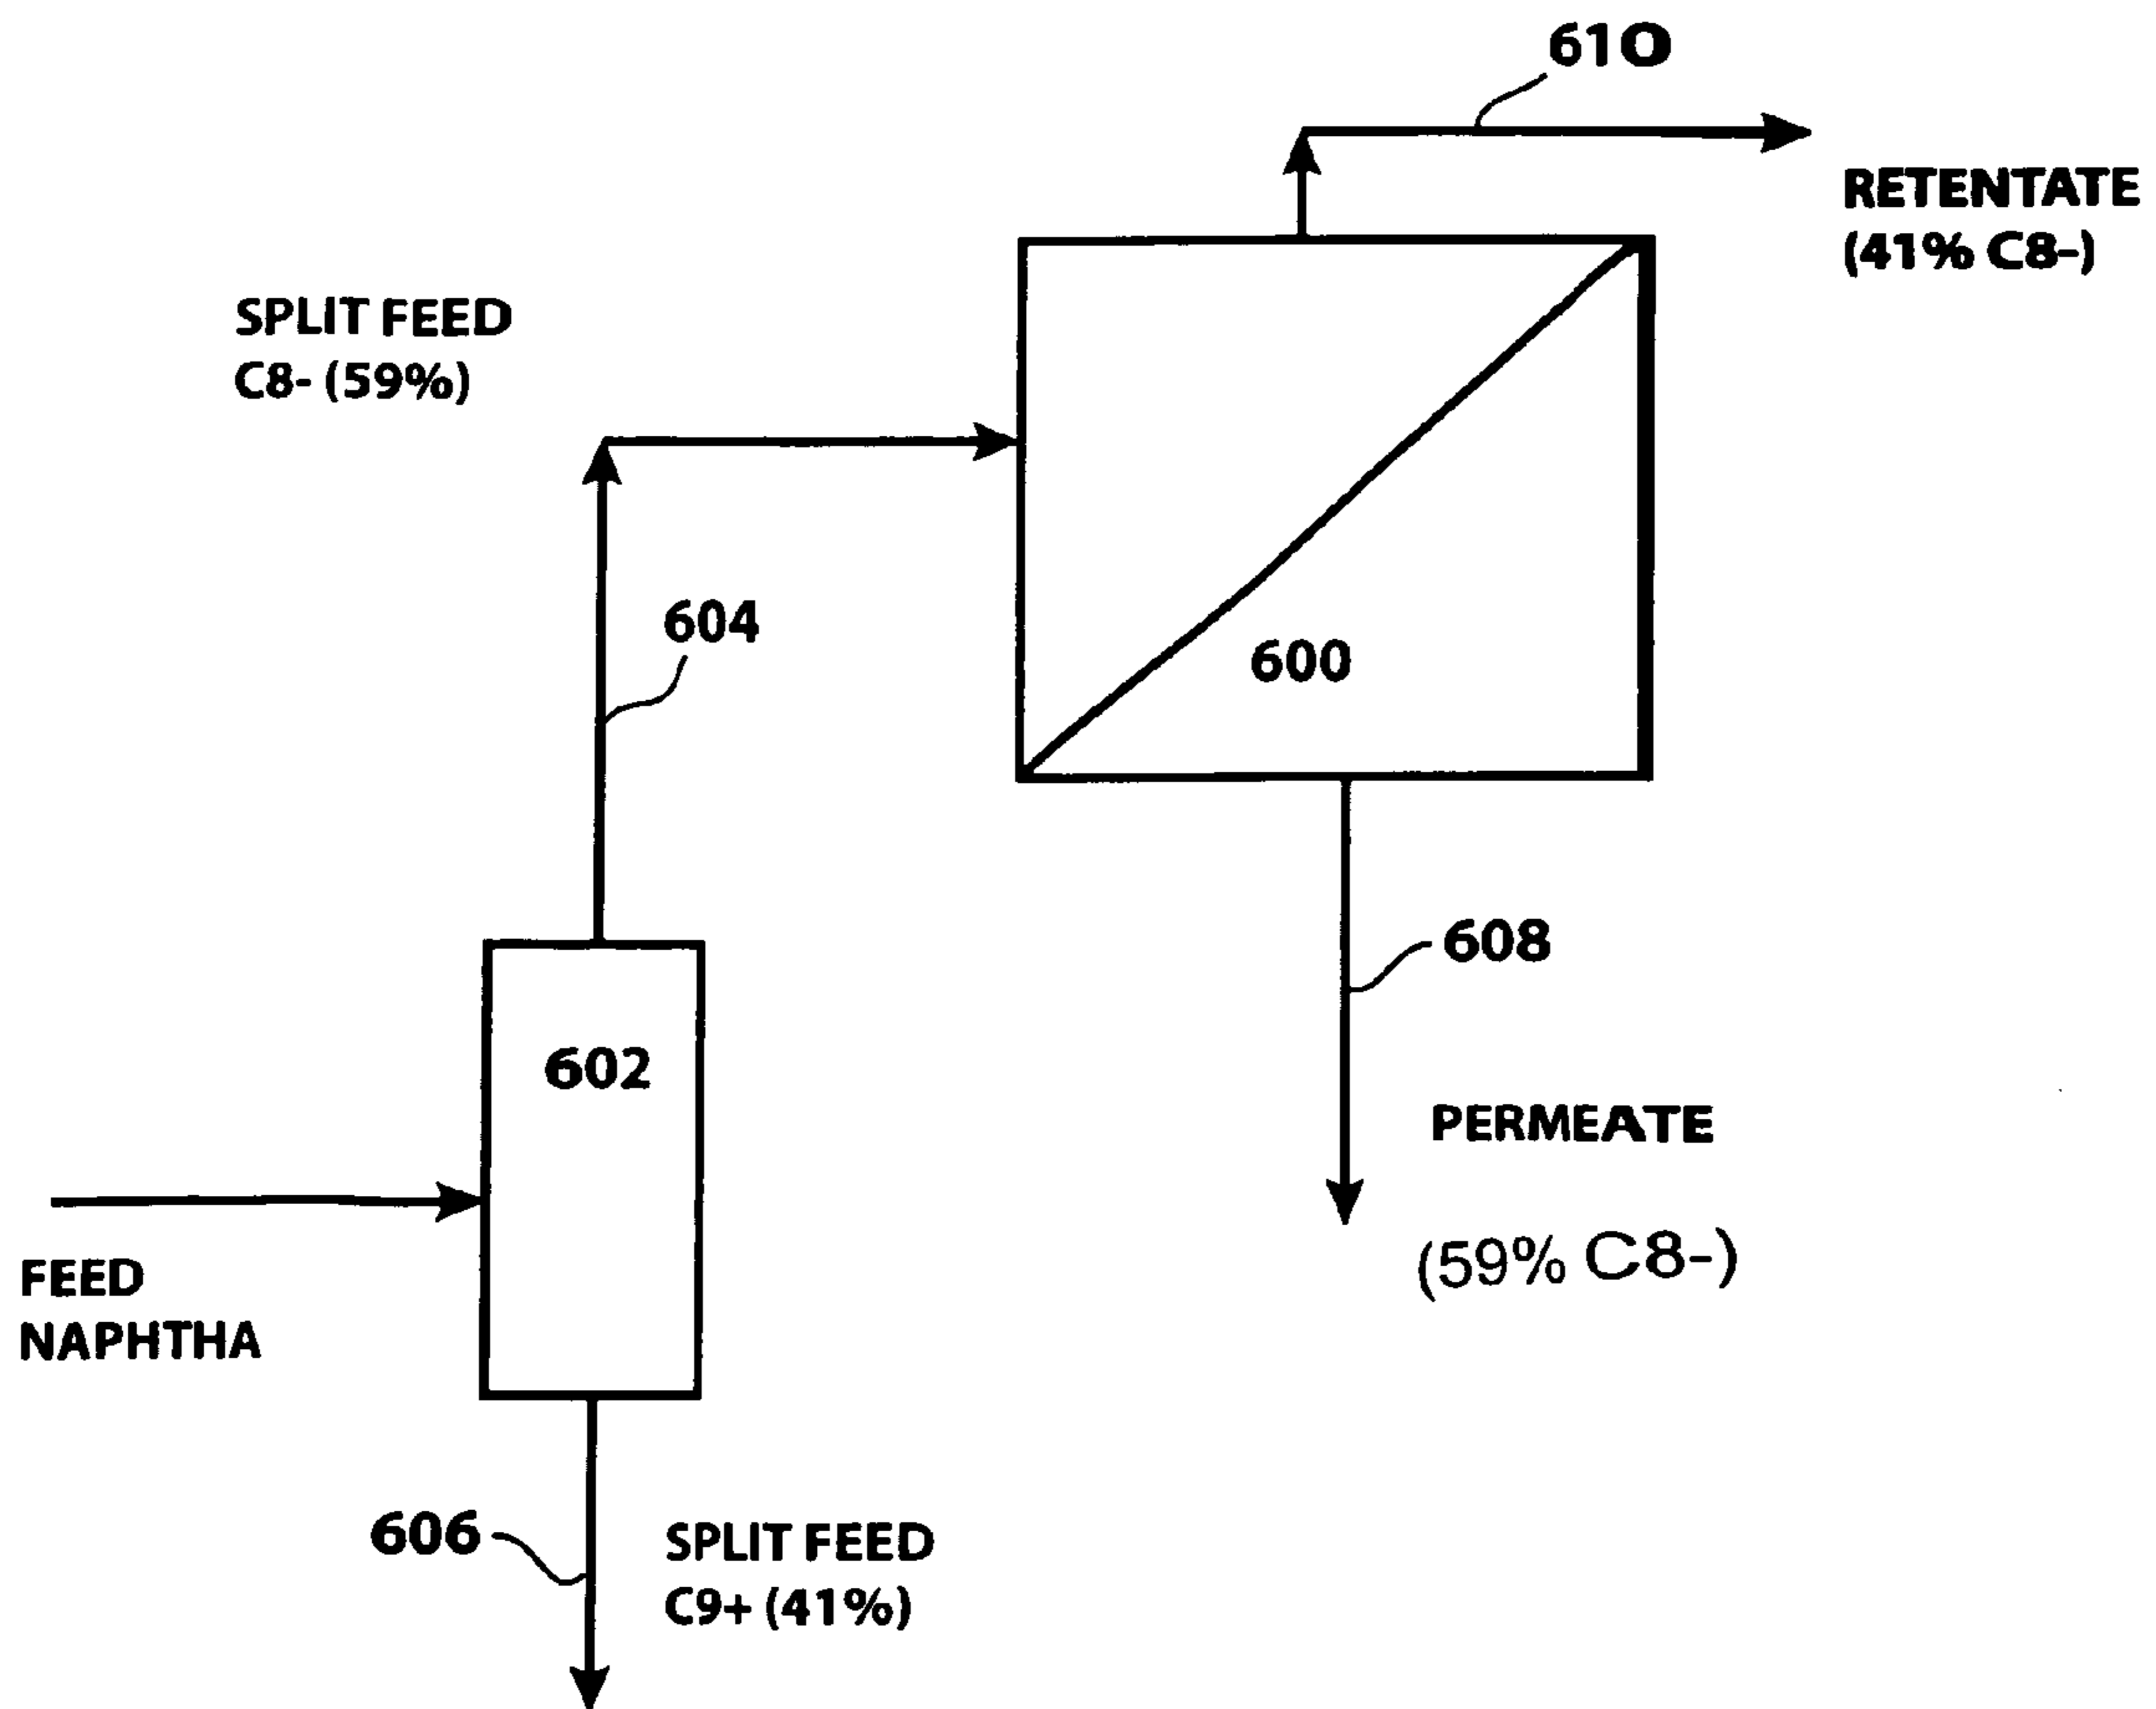 610
RETENTATE
(41% C8-)
SPLIT FEED
C8- (59%)
604
600
608
602
PERMEATE
(59% C8-)
FEED
NAPHTHA
606
SPLIT FEED
C9+ (41%)